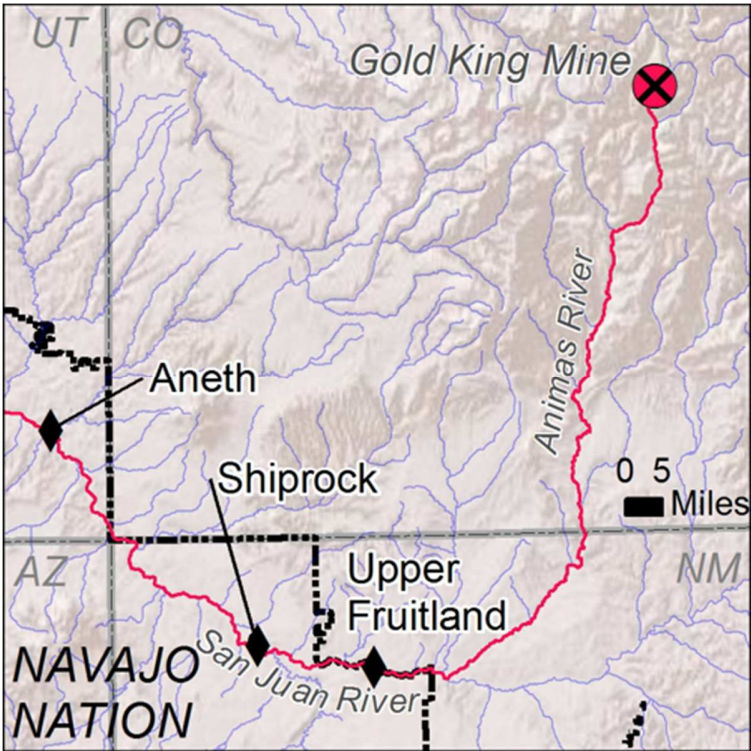 UT CO
Gold King Mine
Animas River
Aneth
Shiprock
0 5
Miles
AZ
NM
Upper
Fruitland
San Juan River
NAVAJO
NATION